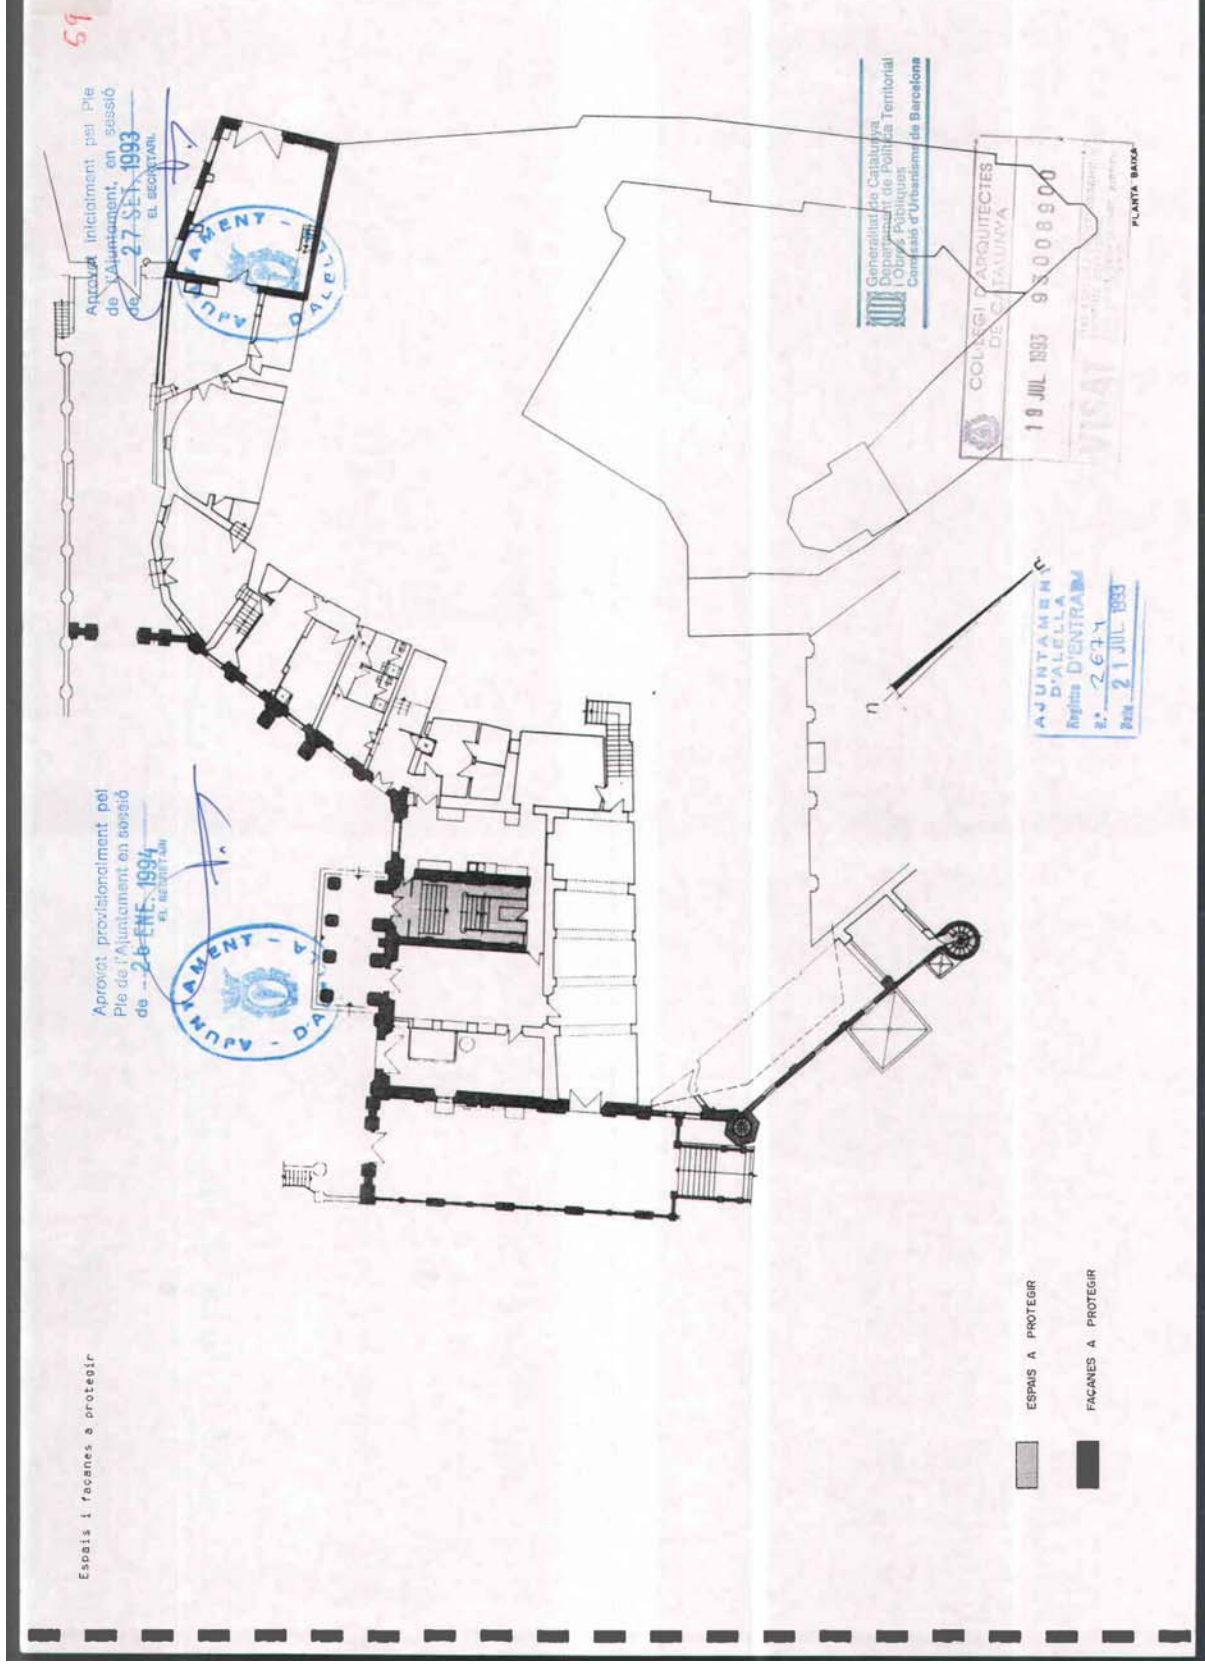 59
Espais i façanes a protegir
Aprovat provisionalment pel
Ple de l'Ajuntament en sessió
de 26 ENE. 1994
EL SECRETARI
AJUNTAMENT - D'ALELLA
Aprovat inicialment pel Ple
de l'Ajuntament, en sessió
de 27 SET. 1993
EL SECRETARI
AJUNTAMENT - D'ALELLA
Generalitat de Catalunya
Departament de Política Territorial
i Obres Públiques
Comissió d'Urbanisme de Barcelona
COL·LEGI D'ARQUITECTES
DE CATALUNYA
19 JUL 1993 93008900
VISAT
n
AJUNTAMENT
D'ALELLA
Registre D'ENTRADA
N.º 2674
Data 21 JUL 1993
PLANTA BAIXA
ESPAIS A PROTEGIR
FAÇANES A PROTEGIR